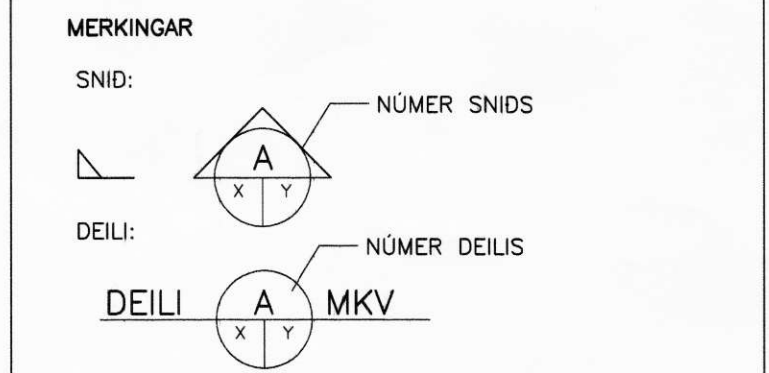 MERKINGAR
SNIÐ:
NÚMER SNIÐS
A
X Y
DEILI:
NÚMER DEILIS
DEILI A MKV
X Y